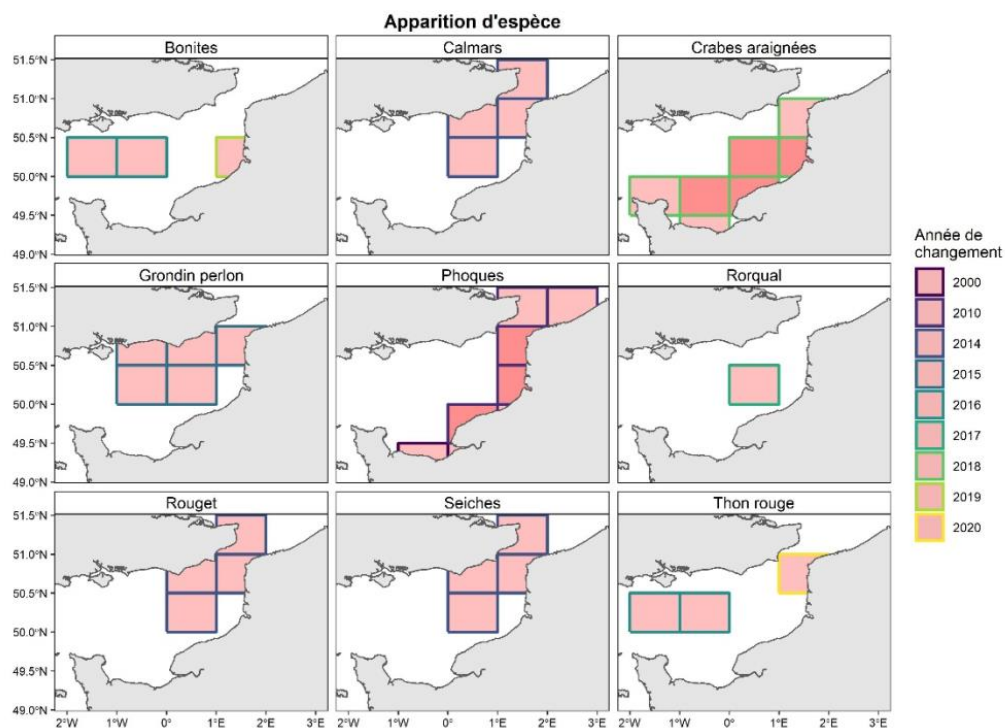 Apparition d'espèce
Bonites
Calmars
Crabes araignées
51.5°N
51.0°N
50.5°N
50.0°N
49.5°N
49.0°N
Grondin perlon
Phoques
Rorqual
51.5°N
51.0°N
50.5°N
50.0°N
49.5°N
49.0°N
Rouget
Seiches
Thon rouge
51.5°N
51.0°N
50.5°N
50.0°N
49.5°N
49.0°N
2°W 1°W 0° 1°E 2°E 3°E
2°W 1°W 0° 1°E 2°E 3°E
2°W 1°W 0° 1°E 2°E 3°E
Année de
changement
2000
2010
2014
2015
2016
2017
2018
2019
2020